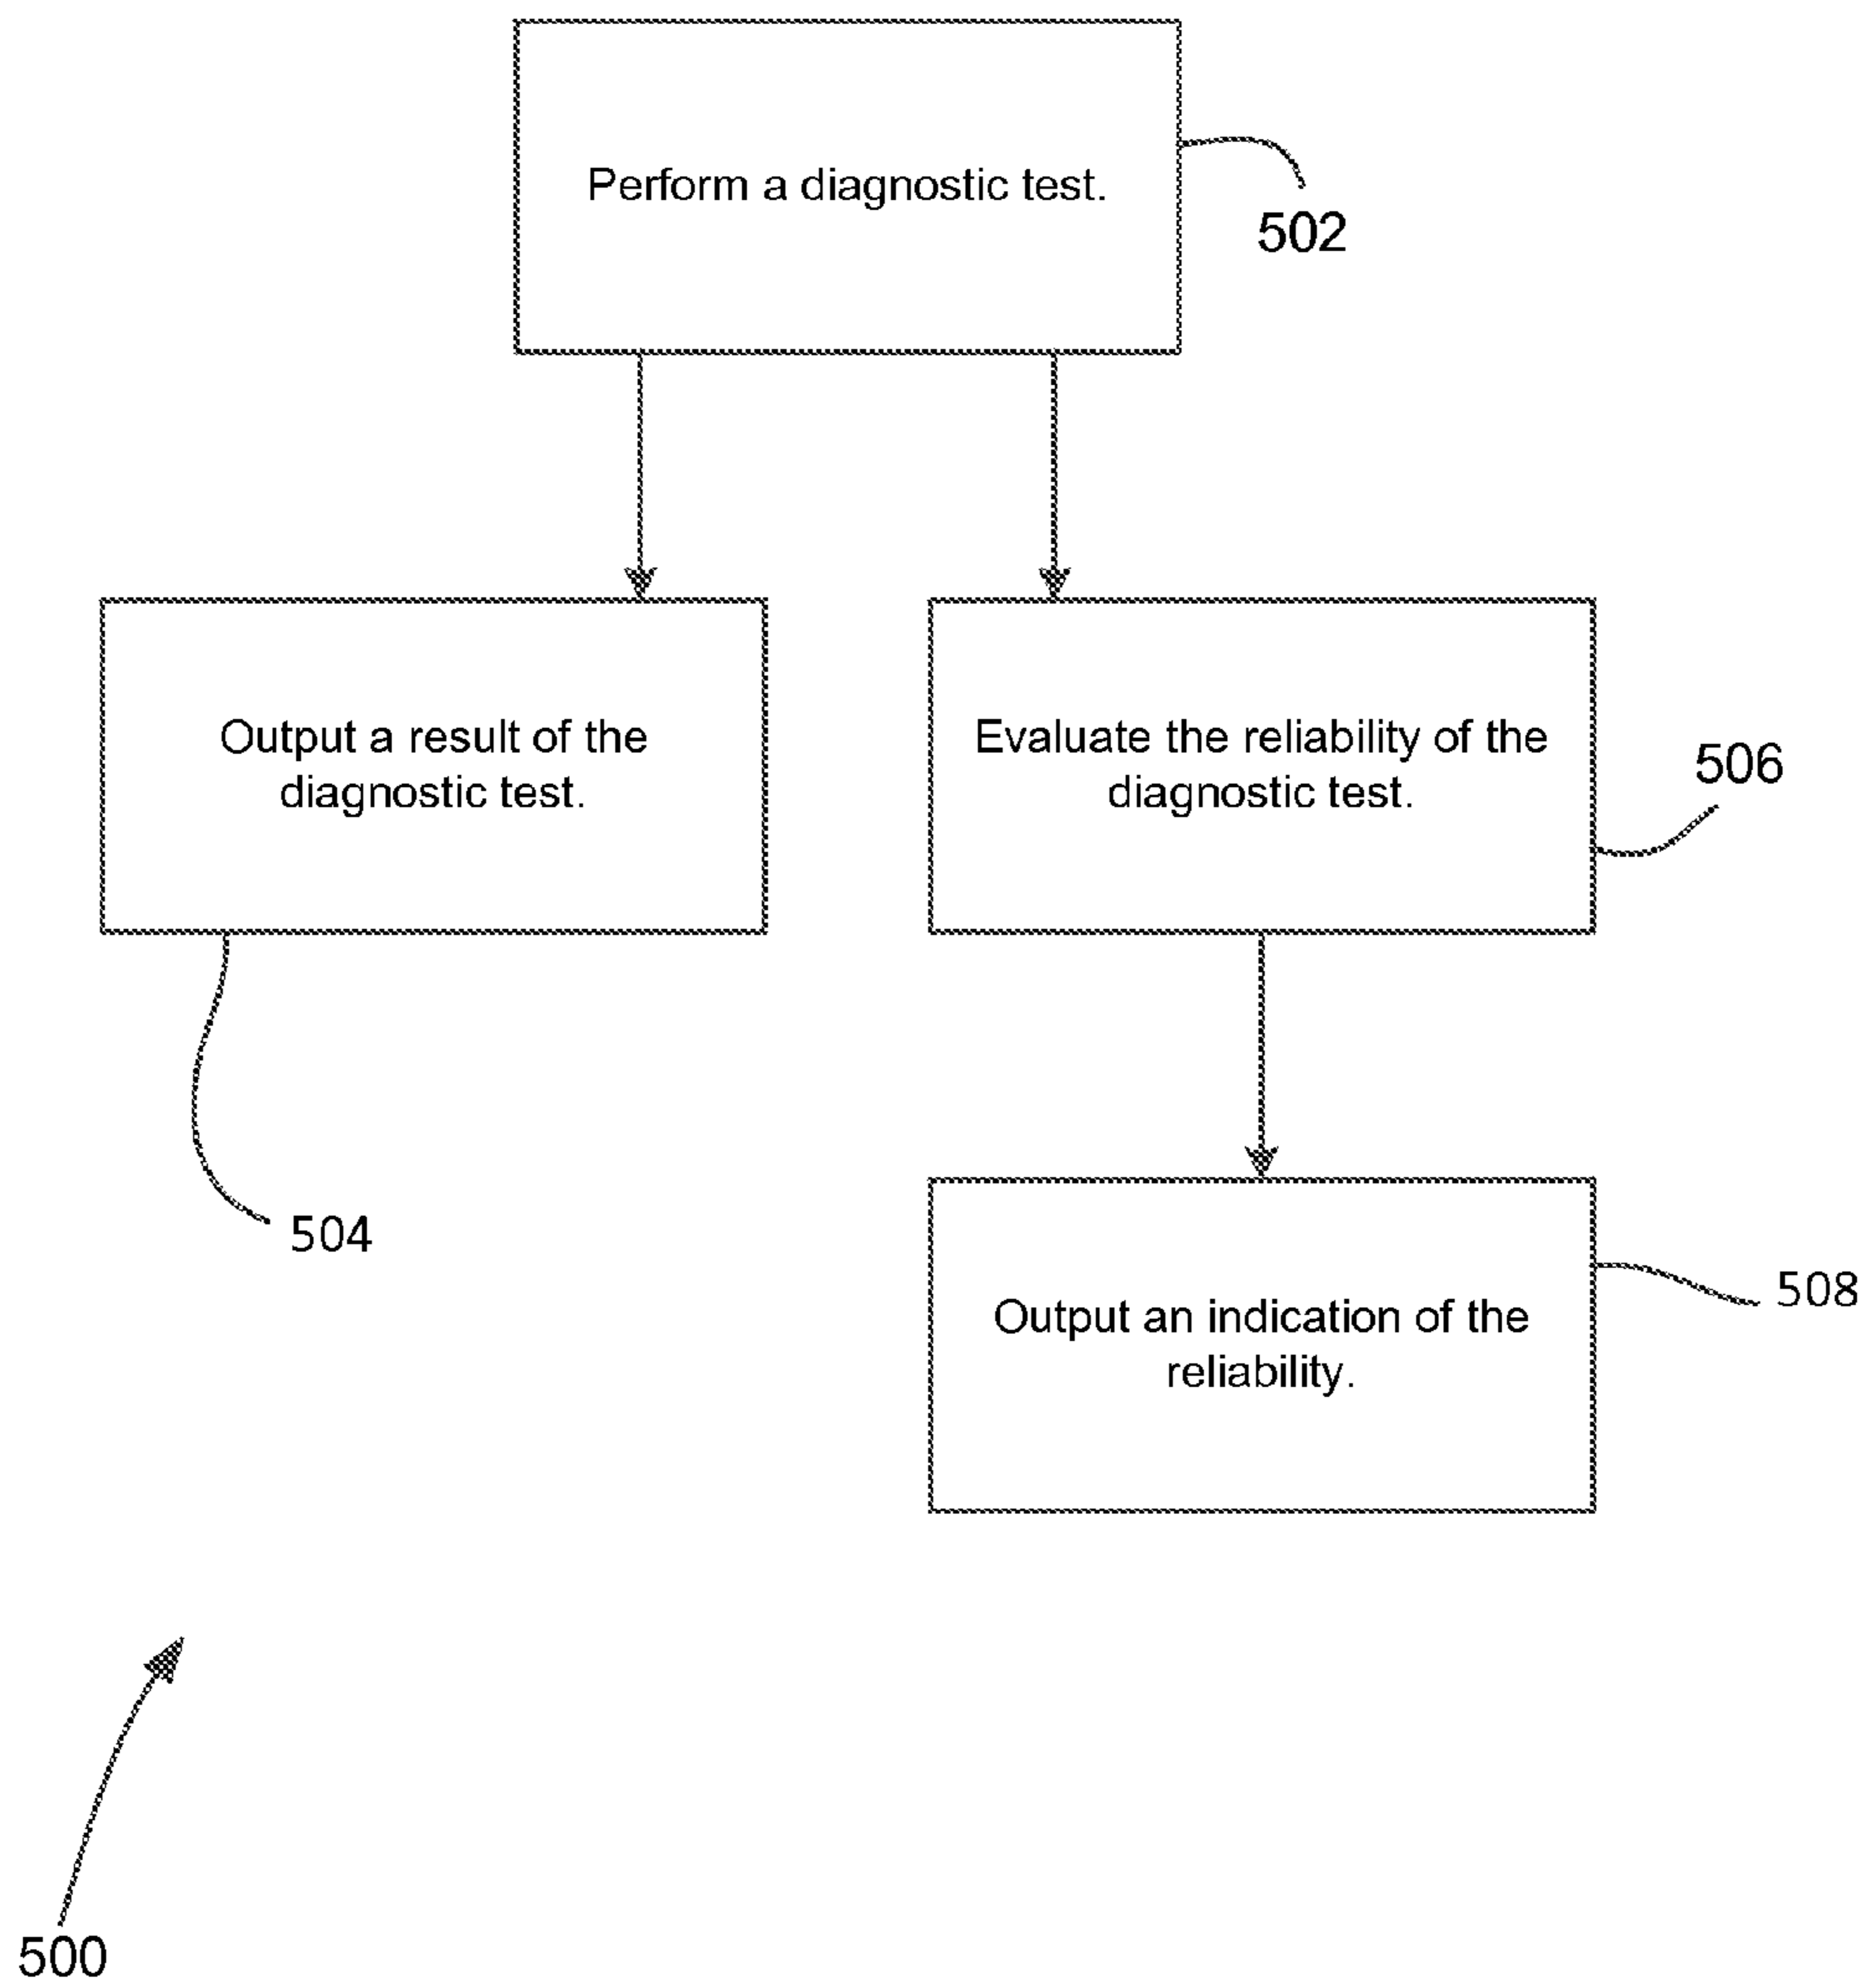 Perform a diagnostic test.
502
Output a result of the
diagnostic test.
Evaluate the reliability of the
diagnostic test.
506
504
Output an indication of the
reliability.
508
500